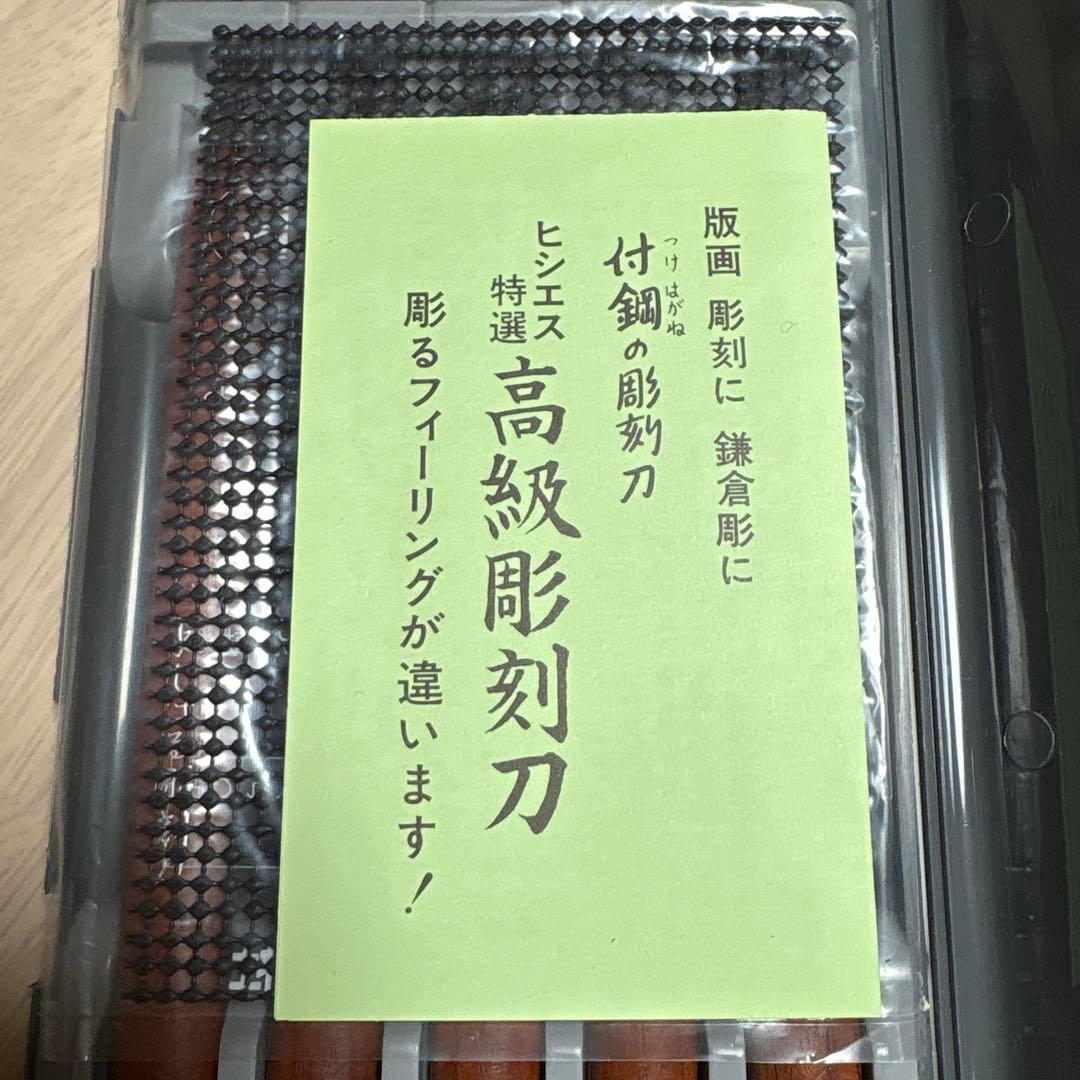 版画 彫刻に 鎌倉彫に
つけ はがね
付鋼の彫刻刀
ヒシエス
特選
高級彫刻刀
彫るフィーリングが違います!